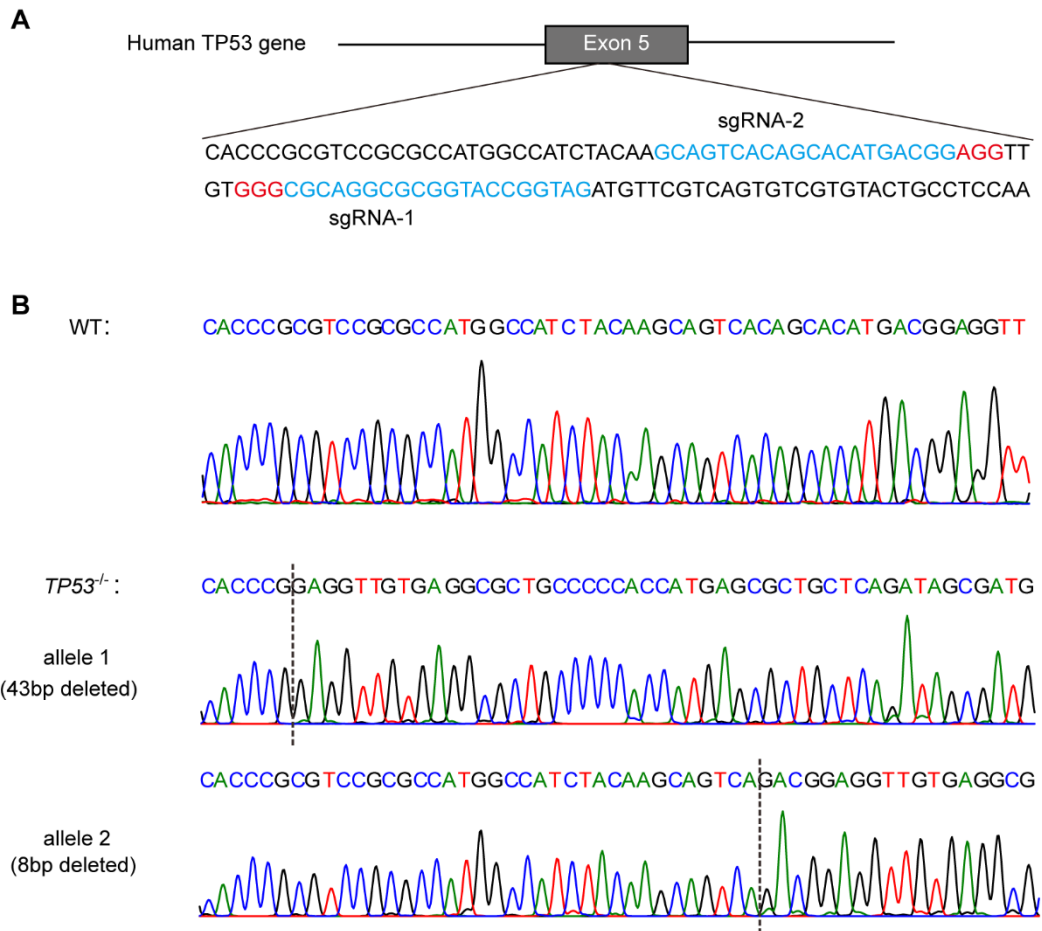 A
Human TP53 gene
Exon 5
sgRNA-2
CACCCGCGTCCGCGCCATGGCCATCTACAAGCAGTCACAGCACATGACGGAGGTT
GTGGGCGCAGGCGCGGTACCGGTAGATGTTCGTCAGTGTCGTGTACTGCCTCCAA
sgRNA-1
B
WT:
CACCCGCGTCCGCGCCATGGCCATCTACAAGCAGTCACAGCACATGACGGAGGTT
TP53-/-:
CACCCGGAGGTTGTGAGGCGCTGCCCCCACCATGAGCGCTGCTCAGATAGCGATG
allele 1
(43bp deleted)
CACCCGCGTCCGCGCCATGGCCATCTACAAGCAGTCAGACGGAGGTTGTGAGGCG
allele 2
(8bp deleted)